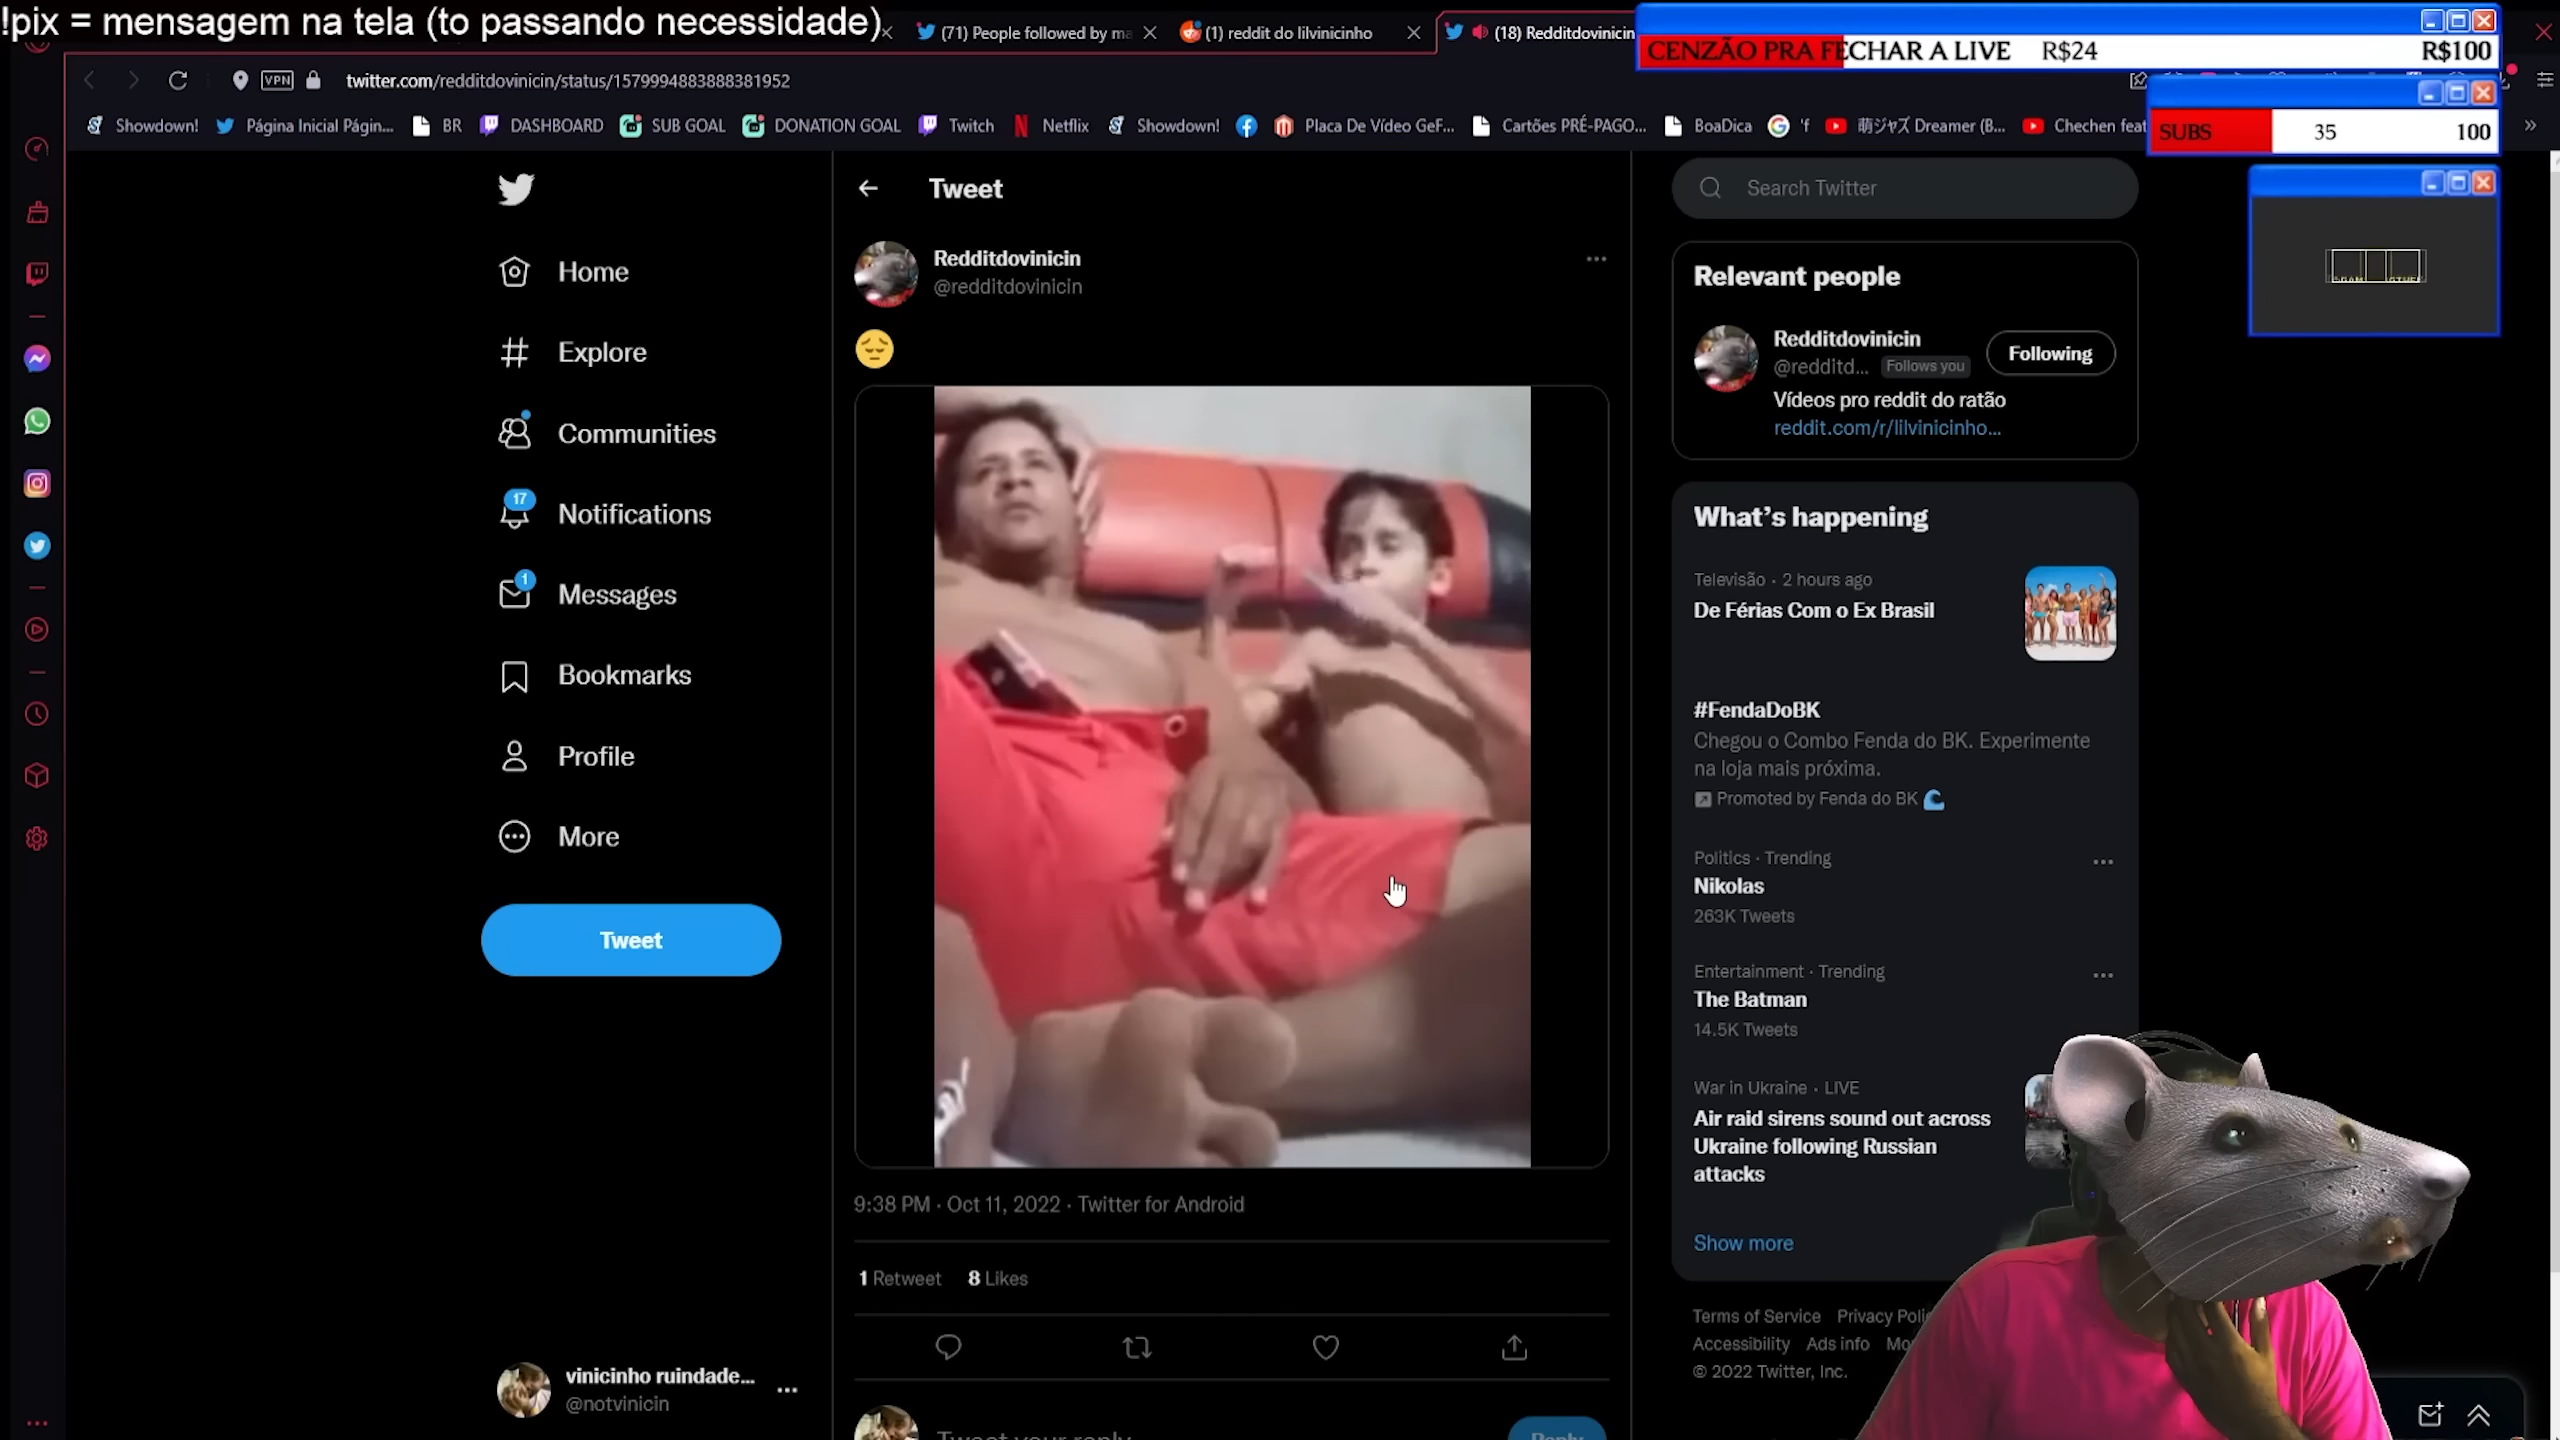 !pix = mensagem na tela (to passando necessidade)
(71) People followed by ma
(1) reddit do lilvinicinho
(18) Redditdovinicin
CENZÃO PRA FECHAR A LIVE R$24 R$100
VPN
twitter.com/redditdovinicin/status/1579994883888381952
Showdown!
Página Inicial Págin...
BR
DASHBOARD
SUB GOAL
DONATION GOAL
Twitch
Netflix
Showdown!
Placa De Vídeo GeF...
Cartões PRÉ-PAGO...
BoaDica
'f
萌ジャズ Dreamer (B...
Chechen feat
SUBS 35 100
Home
Explore
Communities
17
Notifications
1
Messages
Bookmarks
Profile
More
Tweet
vinicinho ruindade...
@notvinicin
Tweet
Redditdovinicin
@redditdovinicin
9:38 PM · Oct 11, 2022 · Twitter for Android
1 Retweet 8 Likes
Tweet your reply
Reply
Search Twitter
Relevant people
Redditdovinicin
@redditd... Follows you
Following
Vídeos pro reddit do ratão
reddit.com/r/lilvinicinho...
What's happening
Televisão · 2 hours ago
De Férias Com o Ex Brasil
#FendaDoBK
Chegou o Combo Fenda do BK. Experimente
na loja mais próxima.
Promoted by Fenda do BK
Politics · Trending
Nikolas
263K Tweets
Entertainment · Trending
The Batman
14.5K Tweets
War in Ukraine · LIVE
Air raid sirens sound out across
Ukraine following Russian
attacks
Show more
Terms of Service Privacy Poli
Accessibility Ads info Mo
© 2022 Twitter, Inc.